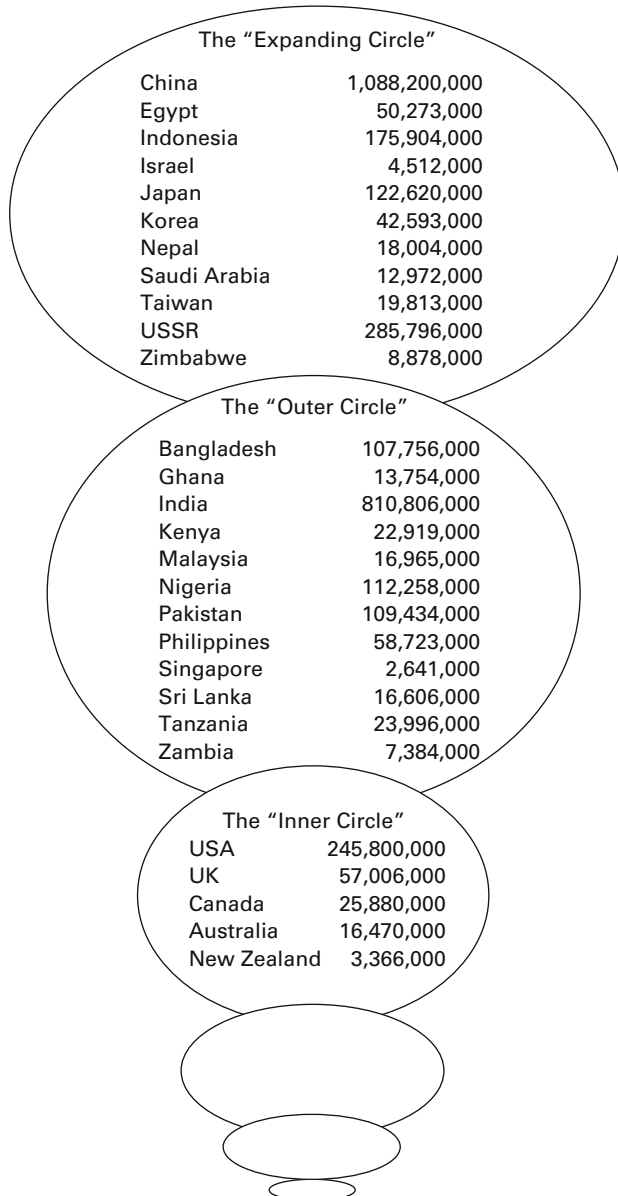 The “Expanding Circle”
China 1,088,200,000
Egypt 50,273,000
Indonesia 175,904,000
Israel 4,512,000
Japan 122,620,000
Korea 42,593,000
Nepal 18,004,000
Saudi Arabia 12,972,000
Taiwan 19,813,000
USSR 285,796,000
Zimbabwe 8,878,000
The “Outer Circle”
Bangladesh 107,756,000
Ghana 13,754,000
India 810,806,000
Kenya 22,919,000
Malaysia 16,965,000
Nigeria 112,258,000
Pakistan 109,434,000
Philippines 58,723,000
Singapore 2,641,000
Sri Lanka 16,606,000
Tanzania 23,996,000
Zambia 7,384,000
The “Inner Circle”
USA 245,800,000
UK 57,006,000
Canada 25,880,000
Australia 16,470,000
New Zealand 3,366,000